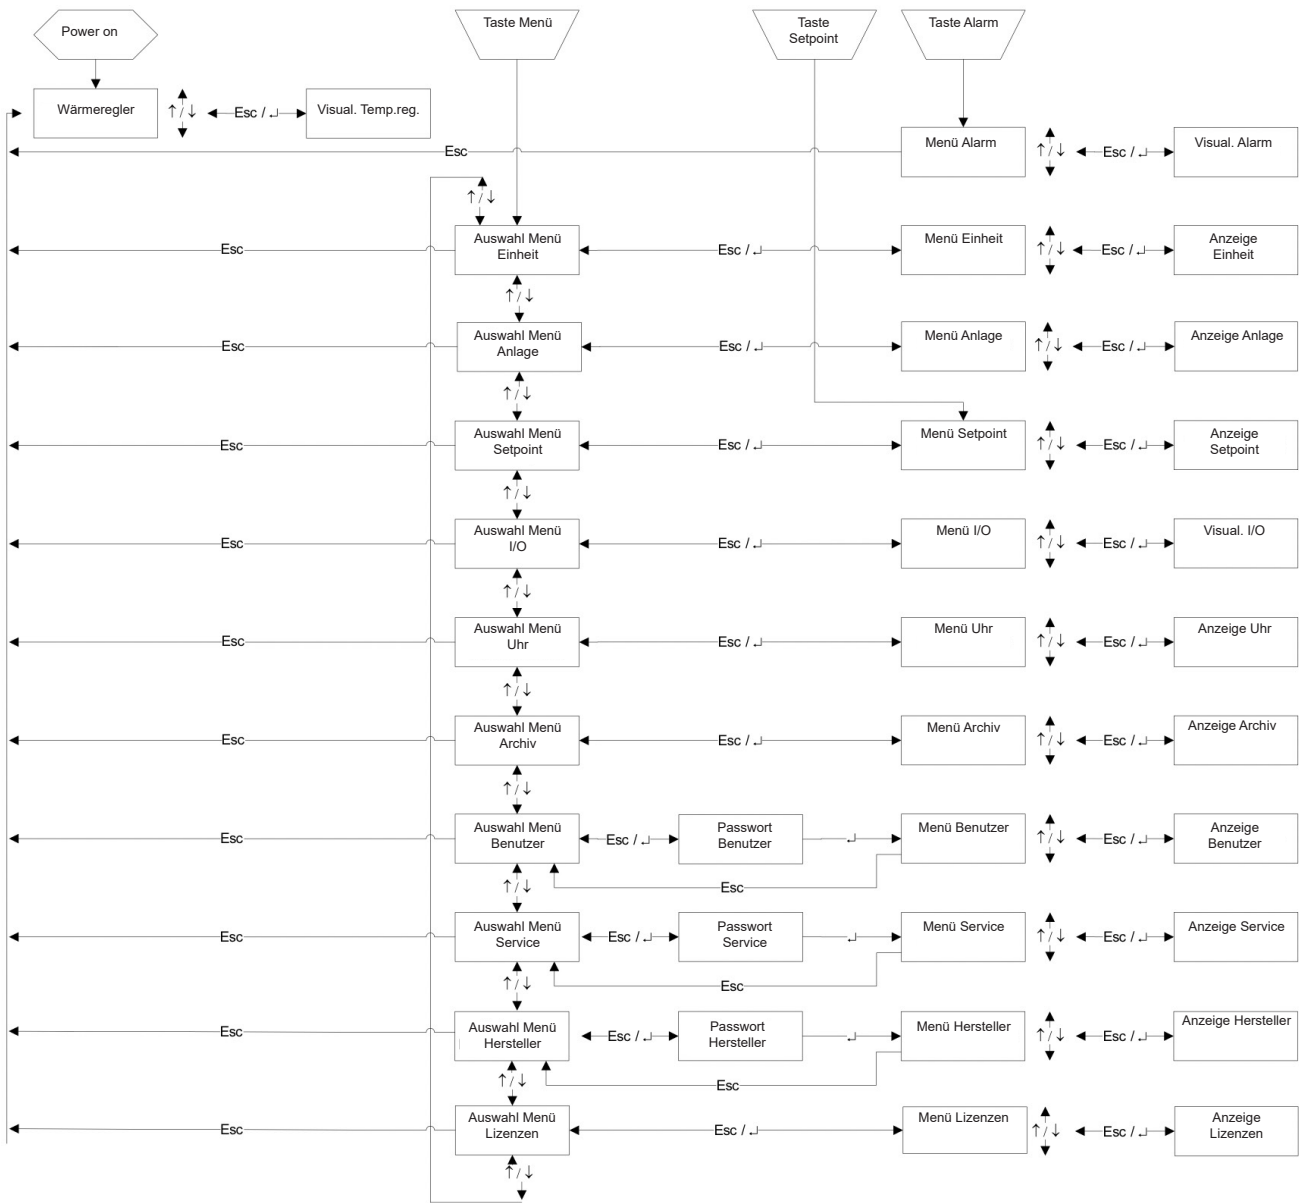 Power on
Taste Menü
Taste
Setpoint
Taste Alarm
Wärmeregler
↑/↓
Esc / ↵
Visual. Temp.reg.
Esc
Menü Alarm
↑/↓
Esc / ↵
Visual. Alarm
↑/↓
Esc
Auswahl Menü
Einheit
Esc / ↵
Menü Einheit
↑/↓
Esc / ↵
Anzeige
Einheit
↑/↓
Esc
Auswahl Menü
Anlage
Esc / ↵
Menü Anlage
↑/↓
Esc / ↵
Anzeige Anlage
↑/↓
Esc
Auswahl Menü
Setpoint
Esc / ↵
Menü Setpoint
↑/↓
Esc / ↵
Anzeige
Setpoint
↑/↓
Esc
Auswahl Menü
I/O
Esc / ↵
Menü I/O
↑/↓
Esc / ↵
Visual. I/O
↑/↓
Esc
Auswahl Menü
Uhr
Esc / ↵
Menü Uhr
↑/↓
Esc / ↵
Anzeige Uhr
↑/↓
Esc
Auswahl Menü
Archiv
Esc / ↵
Menü Archiv
↑/↓
Esc / ↵
Anzeige Archiv
↑/↓
Esc
Auswahl Menü
Benutzer
Esc / ↵
Passwort
Benutzer
↵
Menü Benutzer
↑/↓
Esc / ↵
Anzeige
Benutzer
Esc
↑/↓
Esc
Auswahl Menü
Service
Esc / ↵
Passwort
Service
↵
Menü Service
↑/↓
Esc / ↵
Anzeige Service
Esc
↑/↓
Esc
Auswahl Menü
Hersteller
Esc / ↵
Passwort
Hersteller
↵
Menü Hersteller
↑/↓
Esc / ↵
Anzeige Hersteller
Esc
↑/↓
Esc
Auswahl Menü
Lizenzen
Esc / ↵
Menü Lizenzen
↑/↓
Esc / ↵
Anzeige
Lizenzen
↑/↓